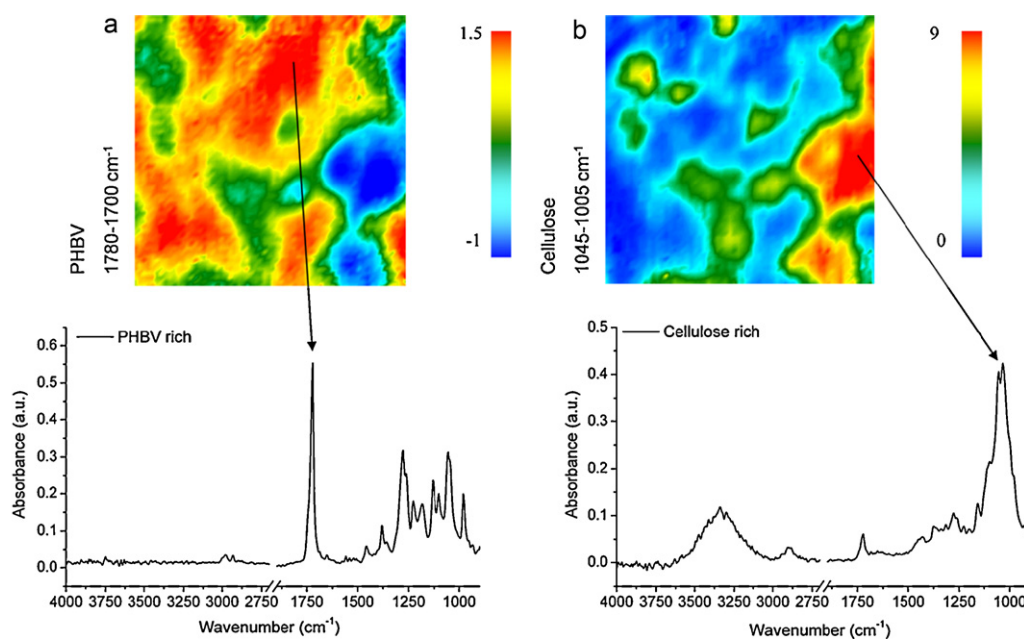 a
PHBV
1780-1700 cm-1
1.5
-1
b
Cellulose
1045-1005 cm-1
9
0
PHBV rich
Absorbance (a.u.)
0.6
0.5
0.4
0.3
0.2
0.1
0.0
4000 3750 3500 3250 3000 2750 1750 1500 1250 1000
Wavenumber (cm-1)
Cellulose rich
Absorbance (a.u.)
0.5
0.4
0.3
0.2
0.1
0.0
4000 3750 3500 3250 3000 2750 1500 1250 1000
Wavenumber (cm-1)